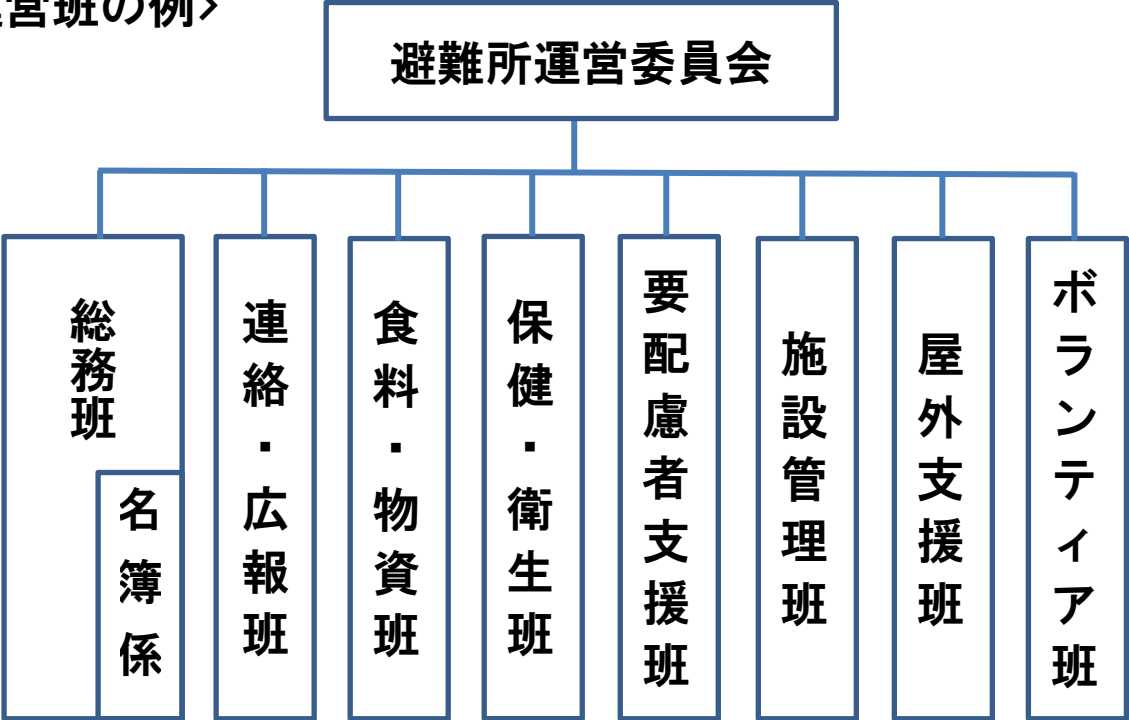 営班の例>
避難所運営委員会
総務班
名簿係
連絡・広報班
食料・物資班
保健・衛生班
要配慮者支援班
施設管理班
屋外支援班
ボランティア班